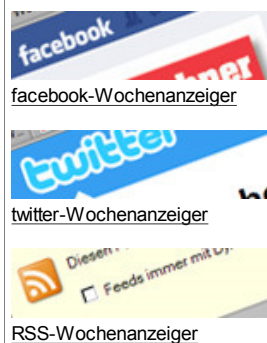 facebook
facebook-Wochenanzeiger
twitter
twitter-Wochenanzeiger
Diesen
Feeds immer mit
RSS-Wochenanzeiger